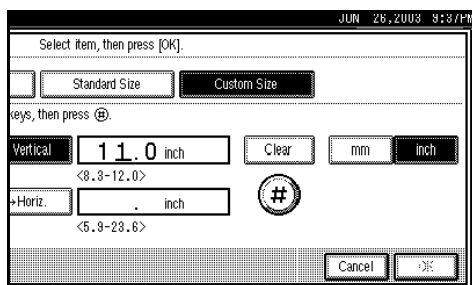 JUN 26,2003 9:37PM
Select item, then press [OK].
Standard Size Custom Size
keys, then press (#).
Vertical 11.0 inch Clear mm inch
<8.3-12.0>
→Horiz. . inch #
<5.9-23.6>
Cancel OK